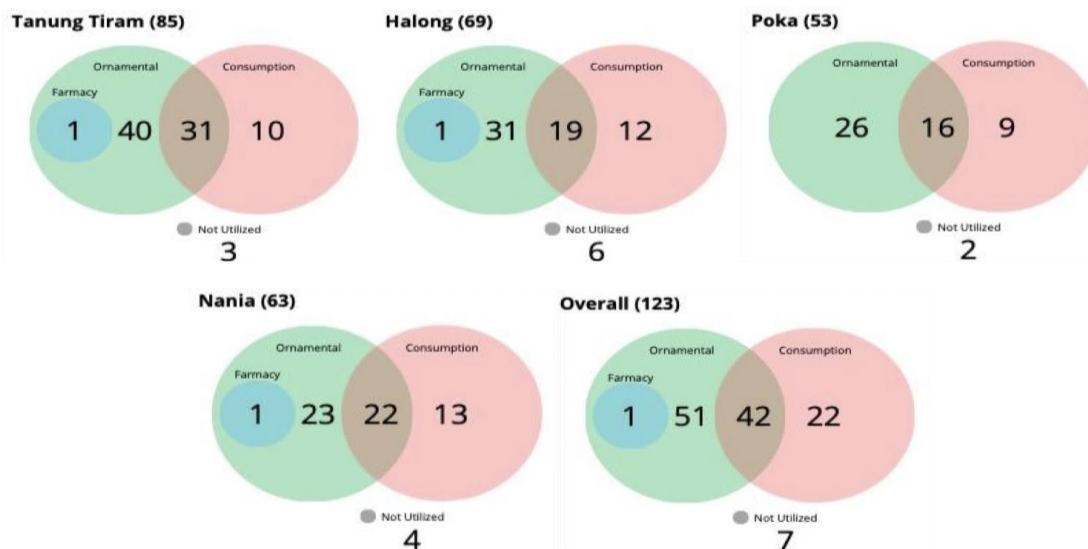 Tanung Tiram (85)
Ornamental
Consumption
Farmacy
1
40
31
10
Not Utilized
3
Halong (69)
Ornamental
Consumption
Farmacy
1
31
19
12
Not Utilized
6
Poka (53)
Ornamental
Consumption
26
16
9
Not Utilized
2
Nania (63)
Ornamental
Consumption
Farmacy
1
23
22
13
Not Utilized
4
Overall (123)
Ornamental
Consumption
Farmacy
1
51
42
22
Not Utilized
7